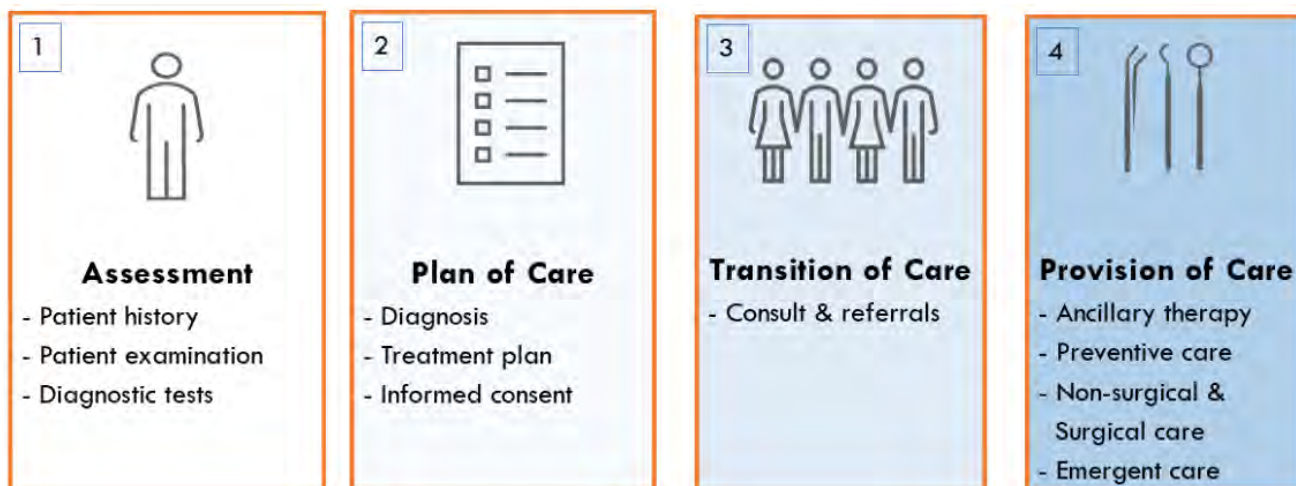 1
Assessment
- Patient history
- Patient examination
- Diagnostic tests
2
Plan of Care
- Diagnosis
- Treatment plan
- Informed consent
3
Transition of Care
- Consult & referrals
4
Provision of Care
- Ancillary therapy
- Preventive care
- Non-surgical &
Surgical care
- Emergent care